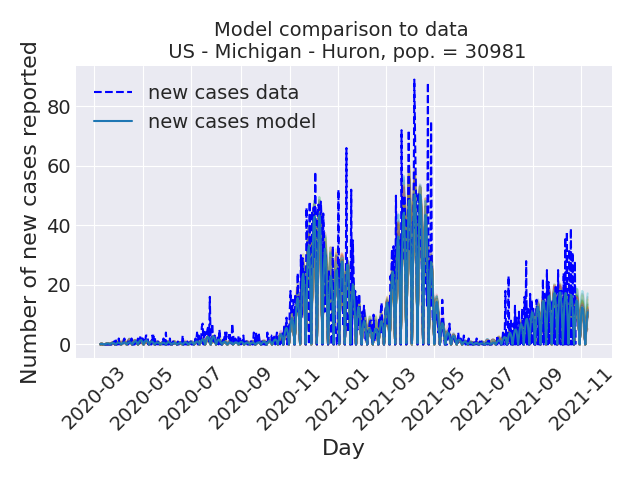 Model comparison to data
US - Michigan - Huron, pop. = 30981
new cases data
new cases model
Number of new cases reported
80
60
40
20
0
2020-03
2020-05
2020-07
2020-09
2020-11
2021-01
2021-03
2021-05
2021-07
2021-09
2021-11
Day